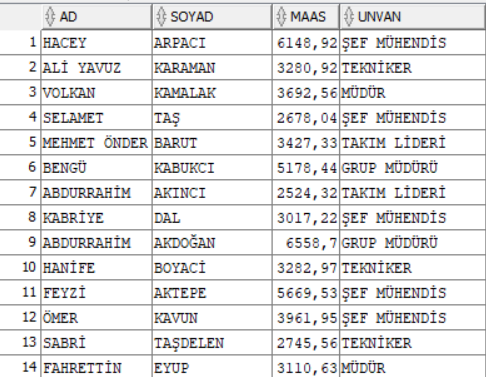 AD SOYAD MAAS UNVAN
1 HACEY ARPACI 6148,92 ŞEF MÜHENDİS
2 ALİ YAVUZ KARAMAN 3280,92 TEKNİKER
3 VOLKAN KAMALAK 3692,56 MÜDÜR
4 SELAMET TAŞ 2678,04 ŞEF MÜHENDİS
5 MEHMET ÖNDER BARUT 3427,33 TAKIM LİDERİ
6 BENGÜ KABUKCI 5178,44 GRUP MÜDÜRÜ
7 ABDURRAHİM AKINCI 2524,32 TAKIM LİDERİ
8 KABRİYE DAL 3017,22 ŞEF MÜHENDİS
9 ABDURRAHİM AKDOĞAN 6558,7 GRUP MÜDÜRÜ
10 HANİFE BOYACİ 3282,97 TEKNİKER
11 FEYZİ AKTEPE 5669,53 ŞEF MÜHENDİS
12 ÖMER KAVUN 3961,95 ŞEF MÜHENDİS
13 SABRİ TAŞDELEN 2745,56 TEKNİKER
14 FAHRETTİN EYUP 3110,63 MÜDÜR